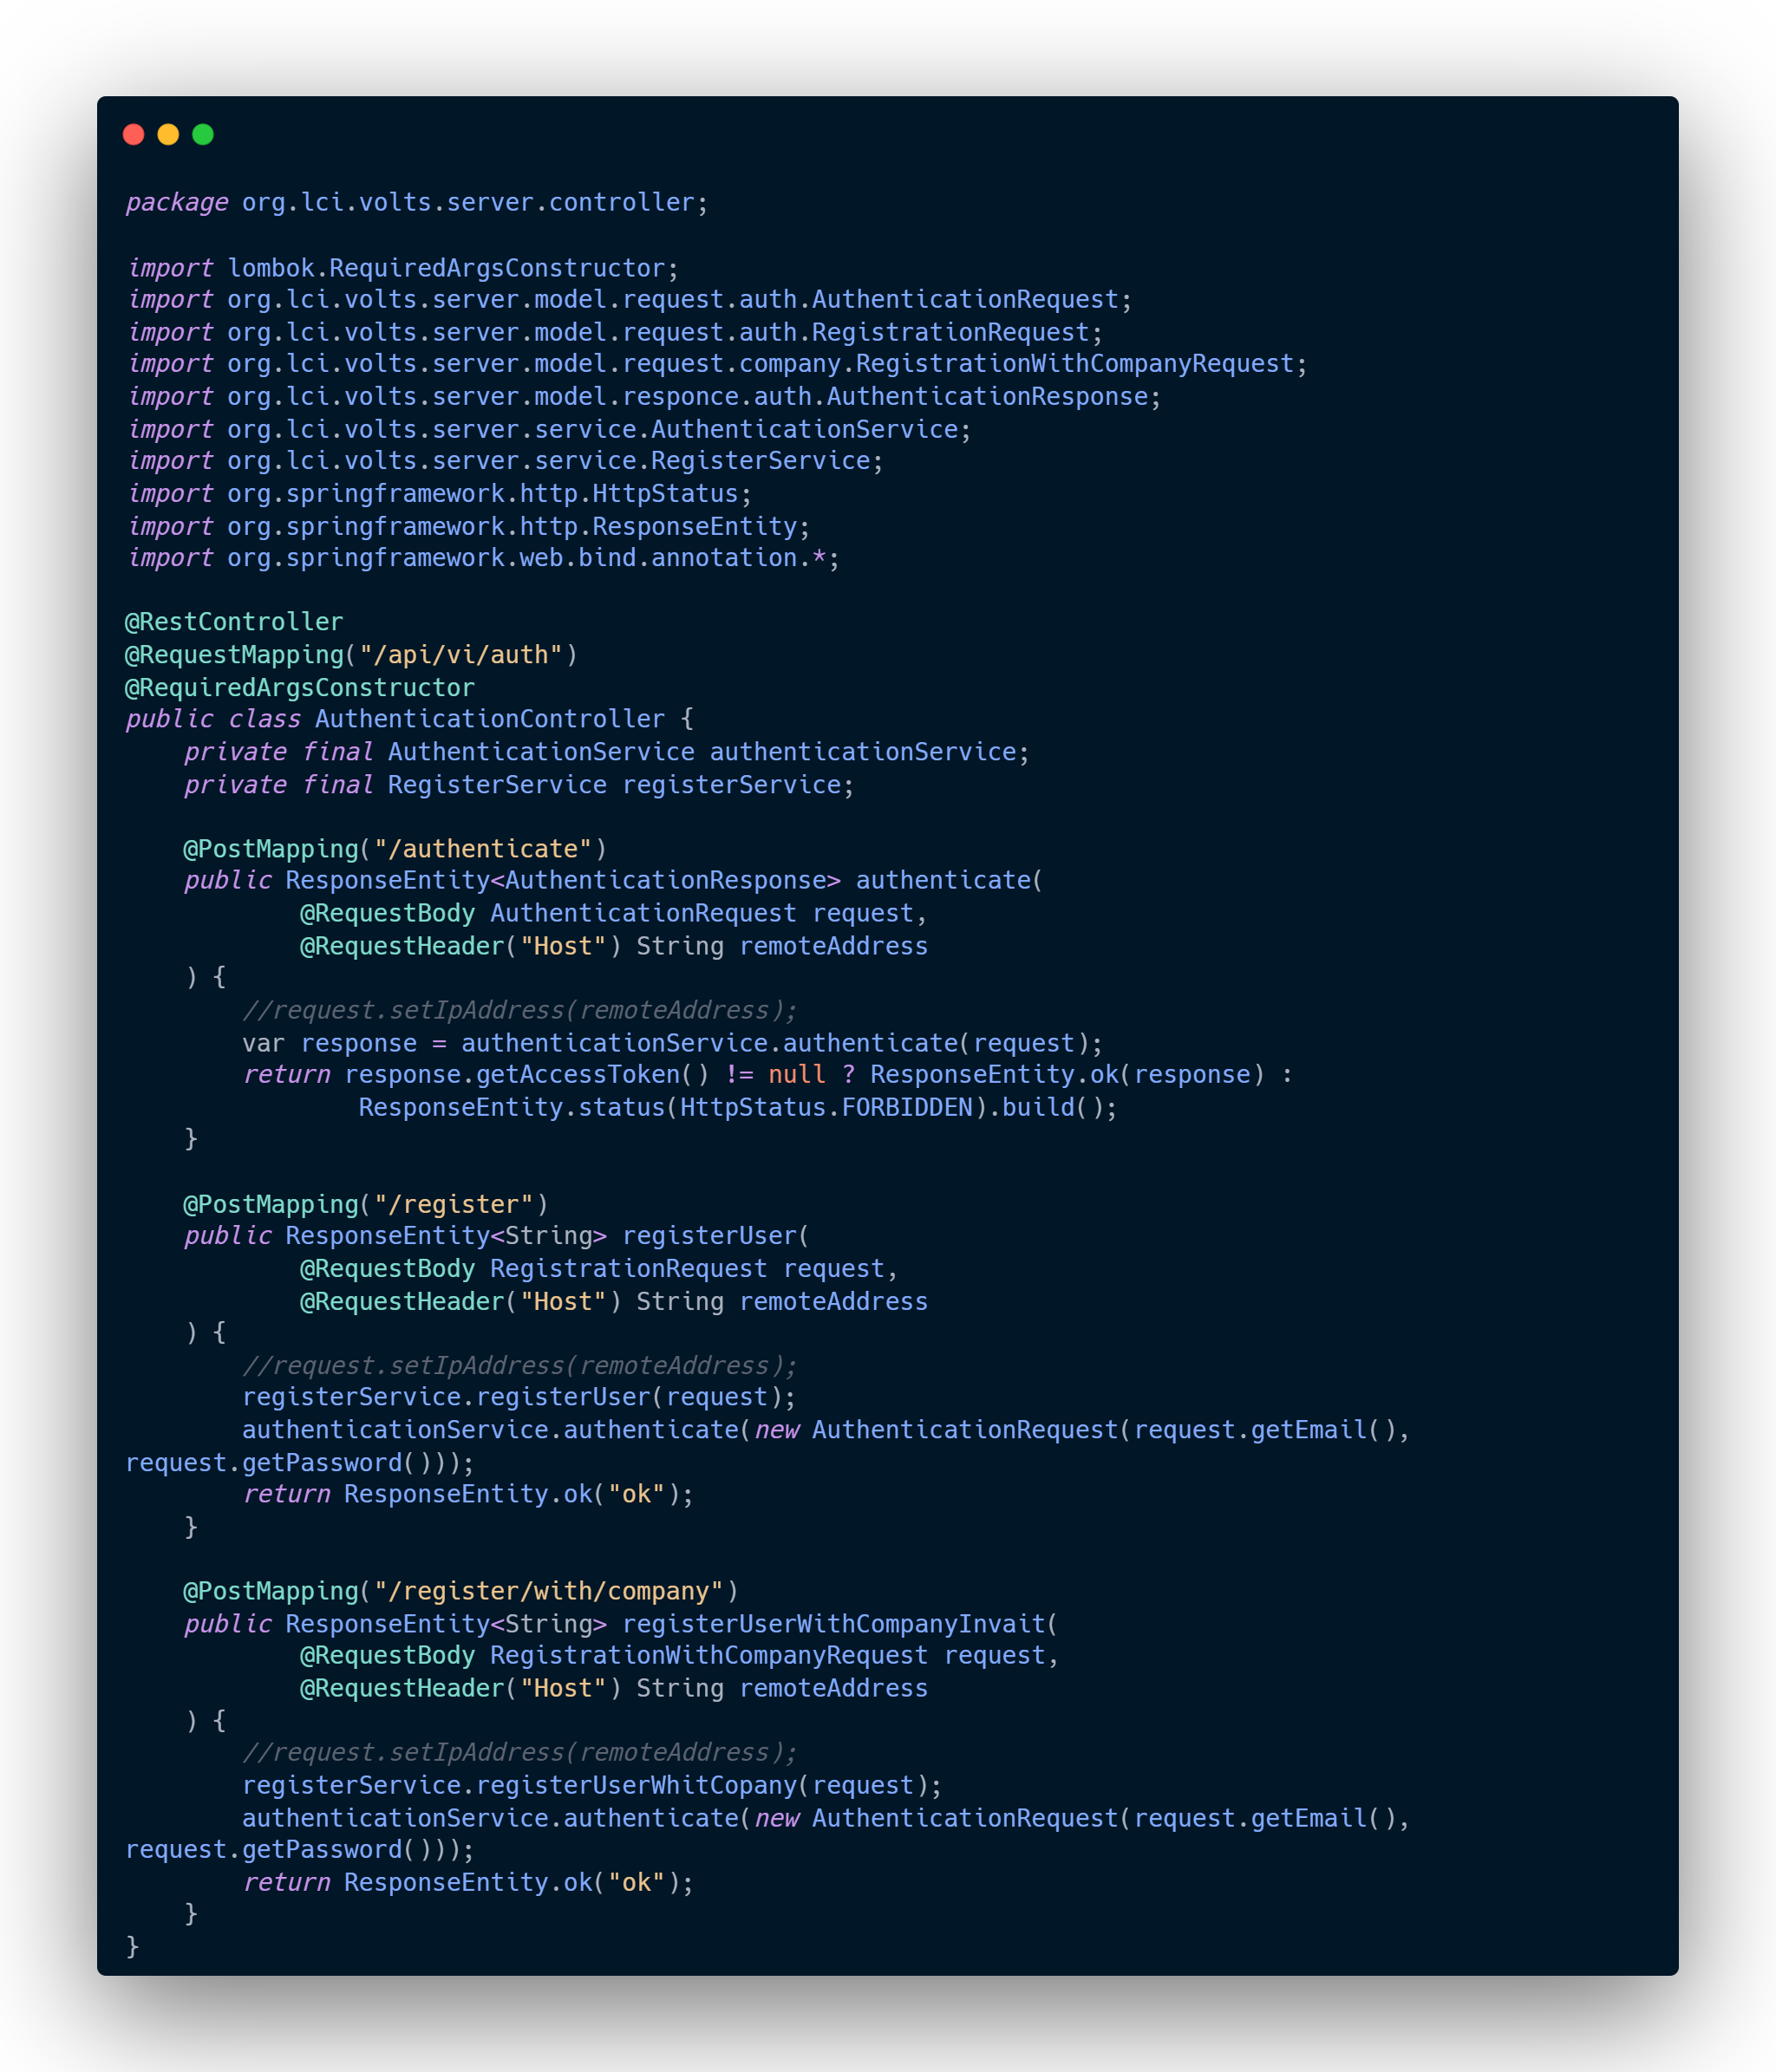 package org.lci.volts.server.controller;

import lombok.RequiredArgsConstructor;
import org.lci.volts.server.model.request.auth.AuthenticationRequest;
import org.lci.volts.server.model.request.auth.RegistrationRequest;
import org.lci.volts.server.model.request.company.RegistrationWithCompanyRequest;
import org.lci.volts.server.model.responce.auth.AuthenticationResponse;
import org.lci.volts.server.service.AuthenticationService;
import org.lci.volts.server.service.RegisterService;
import org.springframework.http.HttpStatus;
import org.springframework.http.ResponseEntity;
import org.springframework.web.bind.annotation.*;

@RestController
@RequestMapping("/api/vi/auth")
@RequiredArgsConstructor
public class AuthenticationController {
    private final AuthenticationService authenticationService;
    private final RegisterService registerService;

    @PostMapping("/authenticate")
    public ResponseEntity<AuthenticationResponse> authenticate(
            @RequestBody AuthenticationRequest request,
            @RequestHeader("Host") String remoteAddress
    ) {
        //request.setIpAddress(remoteAddress);
        var response = authenticationService.authenticate(request);
        return response.getAccessToken() != null ? ResponseEntity.ok(response) :
                ResponseEntity.status(HttpStatus.FORBIDDEN).build();
    }

    @PostMapping("/register")
    public ResponseEntity<String> registerUser(
            @RequestBody RegistrationRequest request,
            @RequestHeader("Host") String remoteAddress
    ) {
        //request.setIpAddress(remoteAddress);
        registerService.registerUser(request);
        authenticationService.authenticate(new AuthenticationRequest(request.getEmail(),
request.getPassword()));
        return ResponseEntity.ok("ok");
    }

    @PostMapping("/register/with/company")
    public ResponseEntity<String> registerUserWithCompanyInvait(
            @RequestBody RegistrationWithCompanyRequest request,
            @RequestHeader("Host") String remoteAddress
    ) {
        //request.setIpAddress(remoteAddress);
        registerService.registerUserWhitCopany(request);
        authenticationService.authenticate(new AuthenticationRequest(request.getEmail(),
request.getPassword()));
        return ResponseEntity.ok("ok");
    }
}